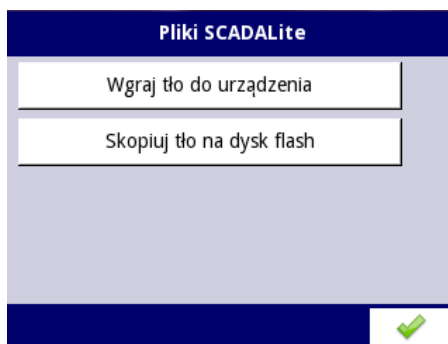 Pliki SCADALite
Wgraj tło do urządzenia
Skopiuj tło na dysk flash